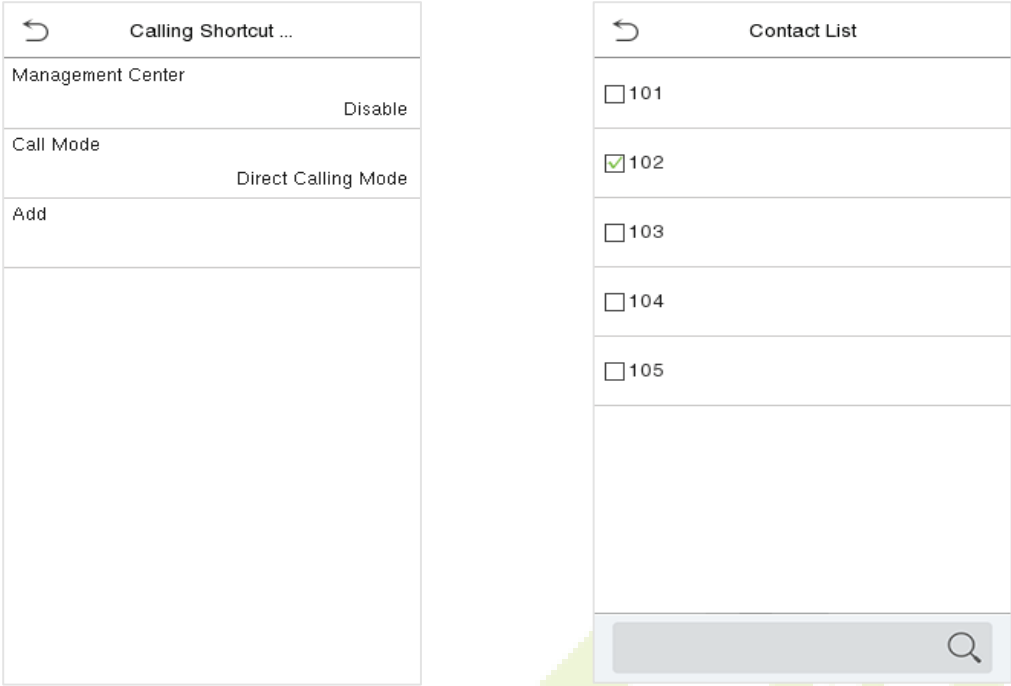 Calling Shortcut ...
Management Center
Disable
Call Mode
Direct Calling Mode
Add
Contact List
101
102
103
104
105